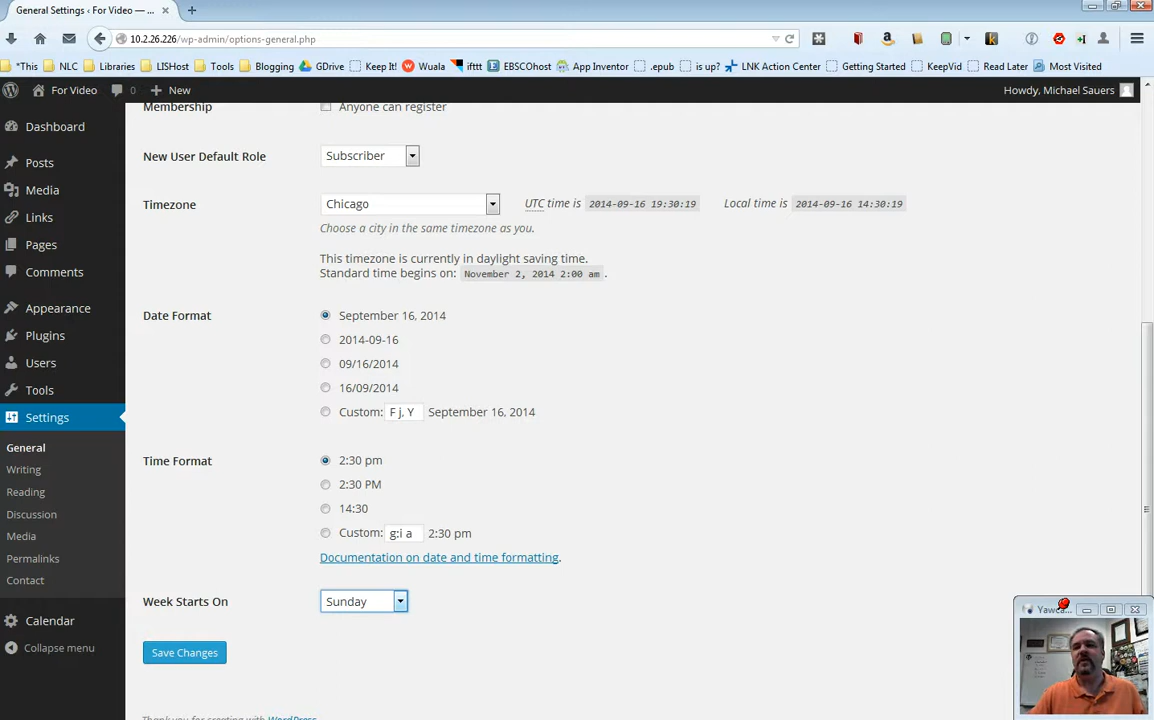 General Settings ‹ For Video — ...
10.2.26.226/wp-admin/options-general.php
*This NLC Libraries LISHost Tools Blogging GDrive Keep It! Wuala ifttt EBSCOhost App Inventor .epub is up? LNK Action Center Getting Started KeepVid Read Later Most Visited
For Video 0 New Howdy, Michael Sauers
Membership Anyone can register
Dashboard
New User Default Role Subscriber
Posts
Media
Timezone Chicago UTC time is 2014-09-16 19:30:19 Local time is 2014-09-16 14:30:19
Links
Choose a city in the same timezone as you.
Pages
This timezone is currently in daylight saving time.
Comments
Standard time begins on: November 2, 2014 2:00 am .
Appearance
Date Format September 16, 2014
Plugins
2014-09-16
Users
09/16/2014
Tools
16/09/2014
Settings
Custom: F j, Y September 16, 2014
General
Time Format 2:30 pm
Writing
2:30 PM
Reading
14:30
Discussion
Custom: g:i a 2:30 pm
Media
Documentation on date and time formatting.
Permalinks
Contact
Week Starts On Sunday
Yawca...
Calendar
Collapse menu
Save Changes
Thank you for creating with WordPress